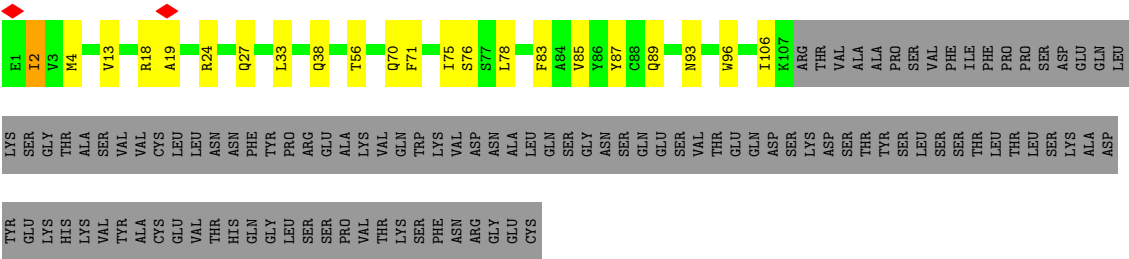 E1 I2 V3 M4 V13 R18 A19 R24 Q27 L33 Q38 T56 Q70 F71 I75 S76 S77 L78 F83 A84 V85 Y86 Y87 C88 Q89 N93 W96 I106 K107 ARG THR VAL ALA ALA PRO SER VAL PHE ILE PHE PRO PRO SER ASP GLU GLN LEU
LYS SER GLY THR ALA SER VAL VAL CYS LEU LEU ASN ASN PHE TYR PRO ARG GLU ALA LYS VAL GLN TRP LYS VAL ASP ASN ALA LEU GLN SER GLY ASN SER GLN GLU SER VAL THR GLU GLN ASP SER LYS ASP SER THR TYR SER LEU SER SER THR LEU THR LEU SER LYS ALA ASP
TYR GLU LYS HIS LYS VAL TYR ALA CYS GLU VAL THR HIS GLN GLY LEU SER SER PRO VAL THR LYS SER PHE ASN ARG GLY GLU CYS